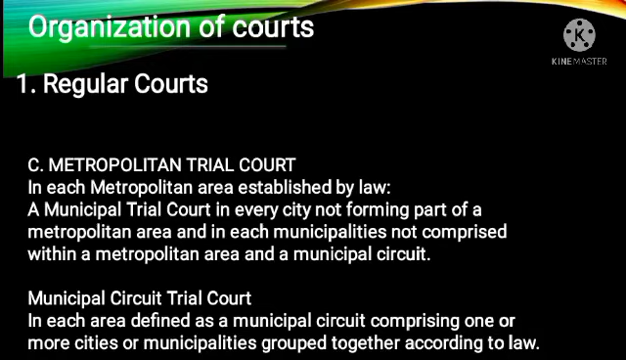 Organization of courts
K
KINEMASTER
1. Regular Courts
C. METROPOLITAN TRIAL COURT
In each Metropolitan area established by law:
A Municipal Trial Court in every city not forming part of a
metropolitan area and in each municipalities not comprised
within a metropolitan area and a municipal circuit.
Municipal Circuit Trial Court
In each area defined as a municipal circuit comprising one or
more cities or municipalities grouped together according to law.